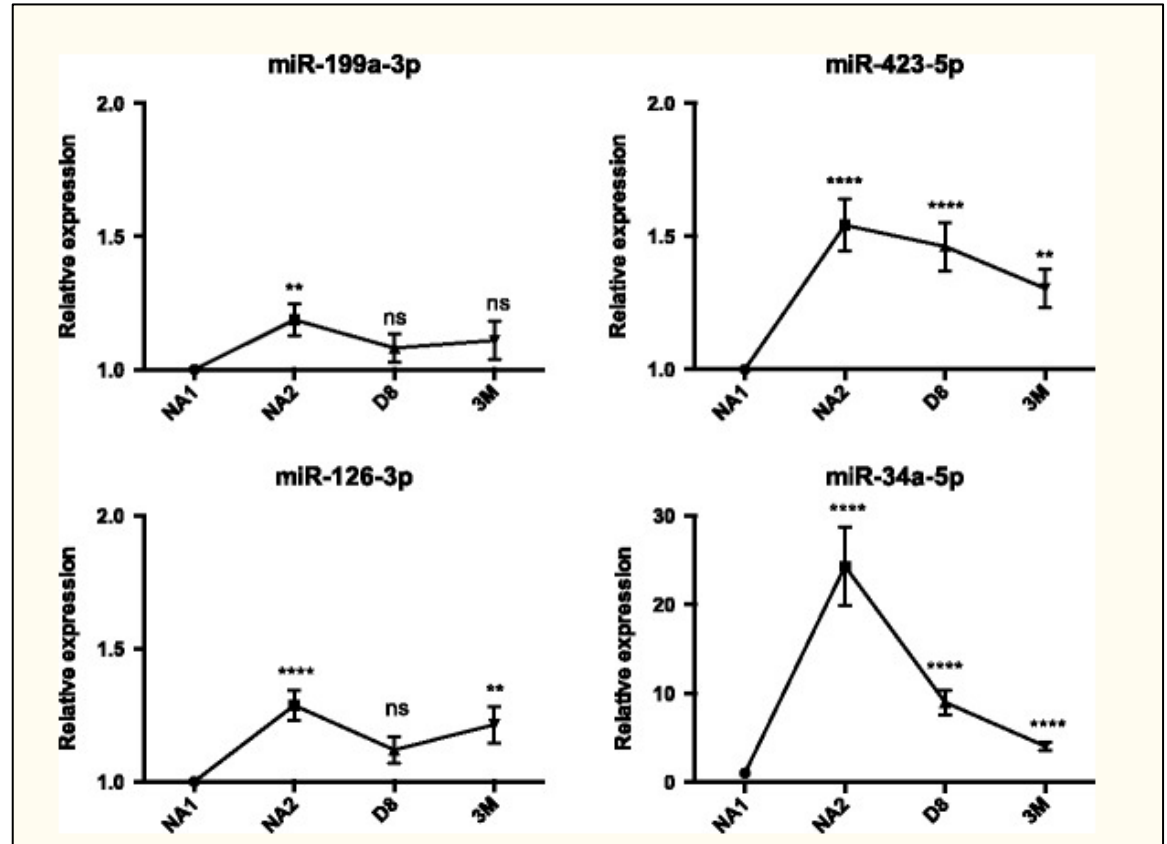 miR-199a-3p
Relative expression
2.0
1.5
1.0
**
ns
ns
NA1
NA2
D8
3M
miR-423-5p
Relative expression
2.0
1.5
1.0
****
****
**
NA1
NA2
D8
3M
miR-126-3p
Relative expression
2.0
1.5
1.0
****
ns
**
NA1
NA2
D8
3M
miR-34a-5p
Relative expression
30
20
10
0
****
****
****
NA1
NA2
D8
3M